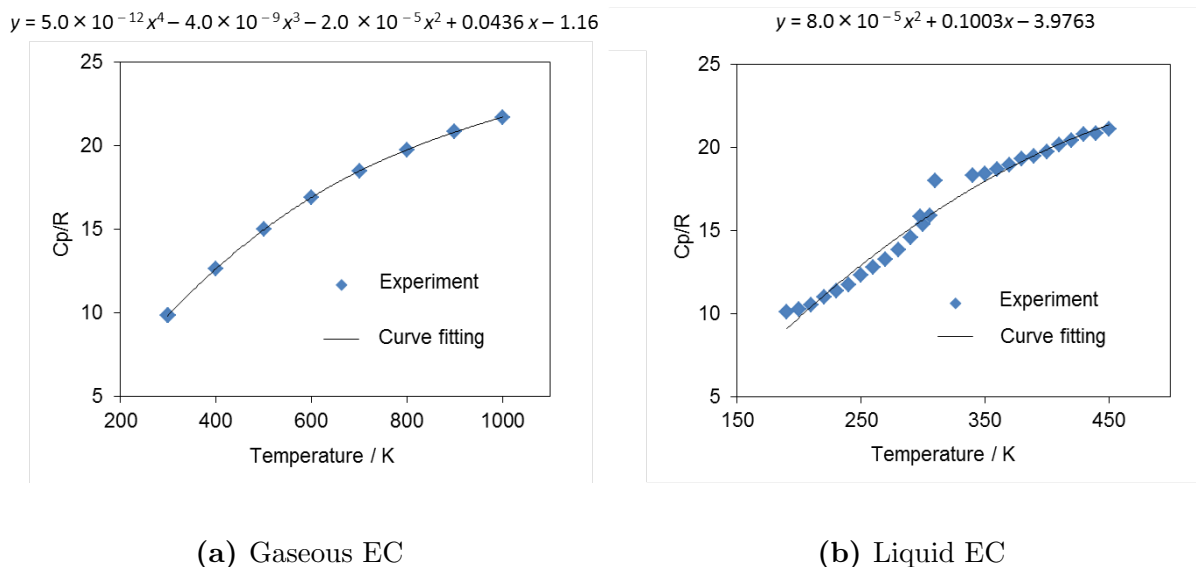 y = 5.0 × 10⁻¹² x⁴ – 4.0 × 10⁻⁹ x³ – 2.0 × 10⁻⁵ x² + 0.0436 x – 1.16
25
20
15
10
5
Cp/R
Experiment
Curve fitting
200 400 600 800 1000
Temperature / K
(a) Gaseous EC
y = 8.0 × 10⁻⁵ x² + 0.1003x – 3.9763
25
20
15
10
5
Cp/R
Experiment
Curve fitting
150 250 350 450
Temperature / K
(b) Liquid EC